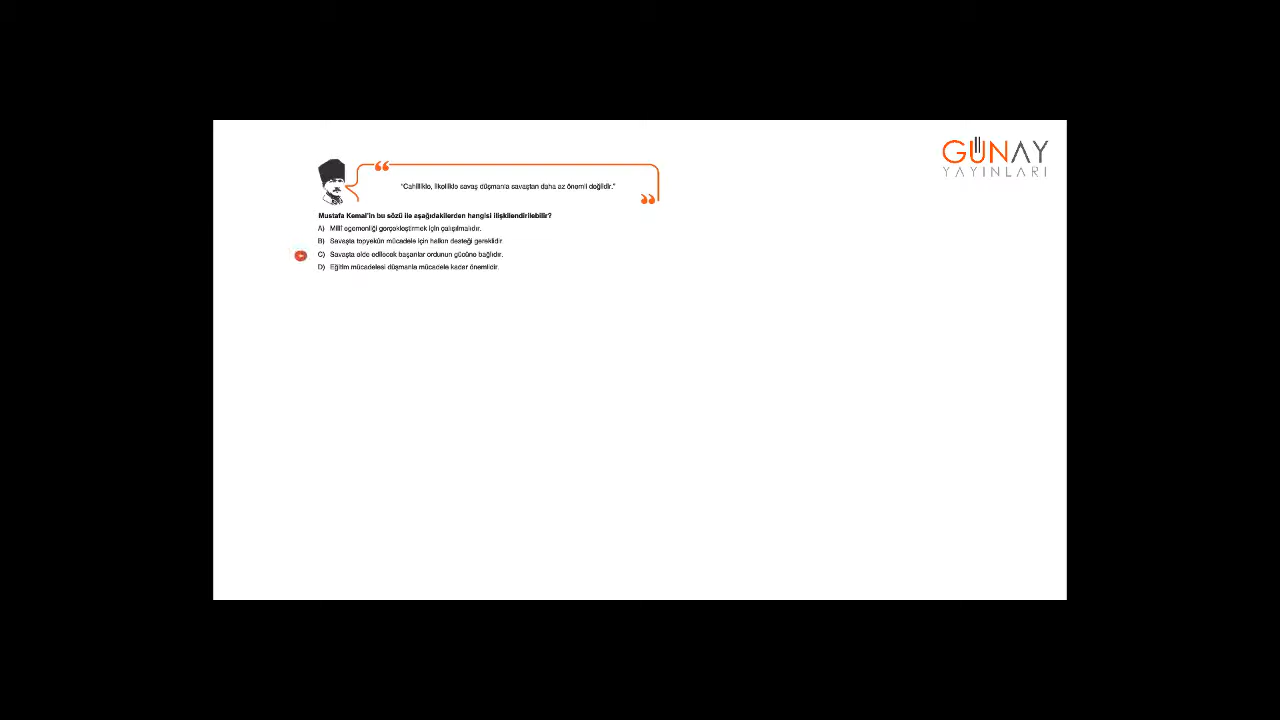 GÜNAY
YAYINLARI
"Cahillikle, ilkellikle savaş düşmanla savaştan daha az önemli değildir."
Mustafa Kemal'in bu sözü ile aşağıdakilerden hangisi ilişkilendirilebilir?
A) Millî egemenliği gerçekleştirmek için çalışılmalıdır.
B) Savaşta topyekûn mücadele için halkın desteği gereklidir.
C) Savaşta elde edilecek başarılar ordunun gücüne bağlıdır.
D) Eğitim mücadelesi düşmanla mücadele kadar önemlidir.